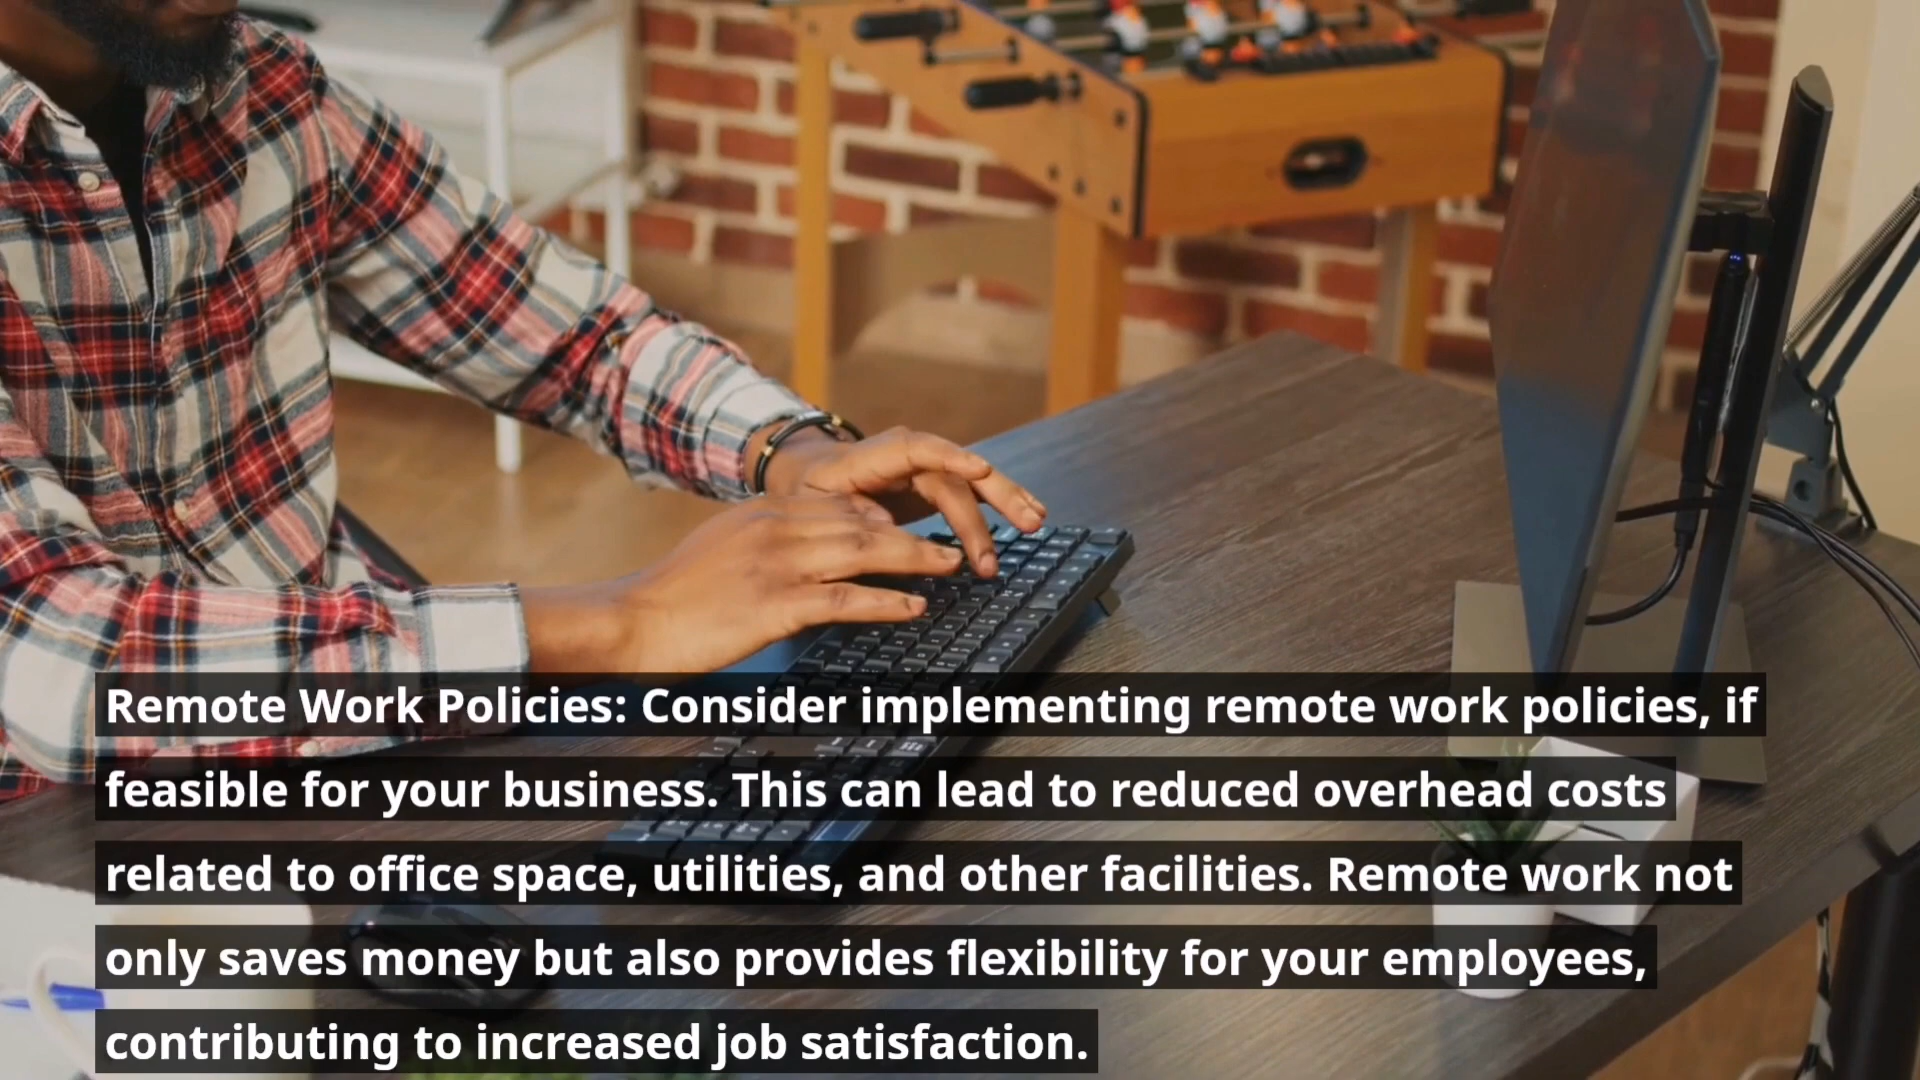 Remote Work Policies: Consider implementing remote work policies, if
feasible for your business. This can lead to reduced overhead costs
related to office space, utilities, and other facilities. Remote work not
only saves money but also provides flexibility for your employees,
contributing to increased job satisfaction.